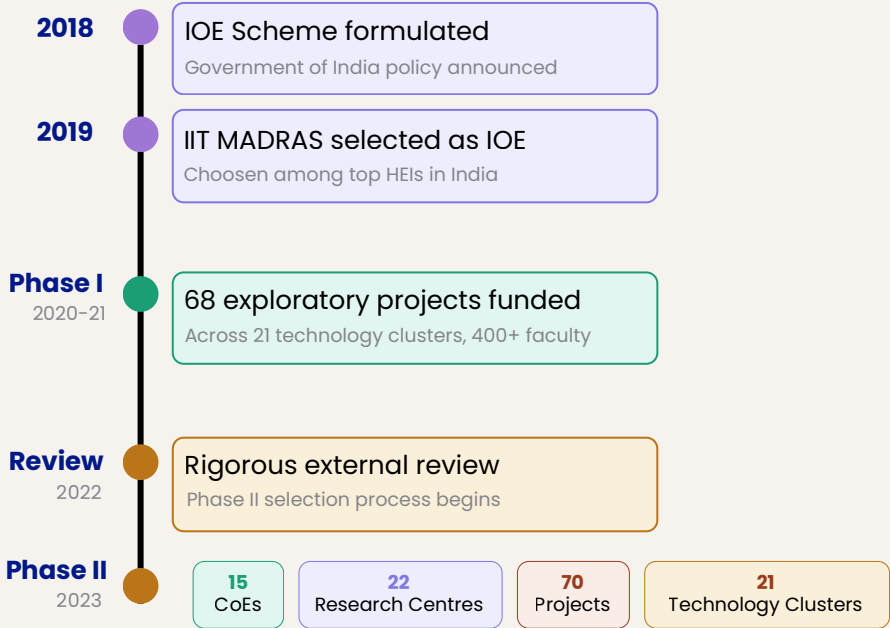 2018
IOE Scheme formulated
Government of India policy announced
2019
IIT MADRAS selected as IOE
Choosen among top HEIs in India
Phase I
2020-21
68 exploratory projects funded
Across 21 technology clusters, 400+ faculty
Review
2022
Rigorous external review
Phase II selection process begins
Phase II
2023
15
CoEs
22
Research Centres
70
Projects
21
Technology Clusters